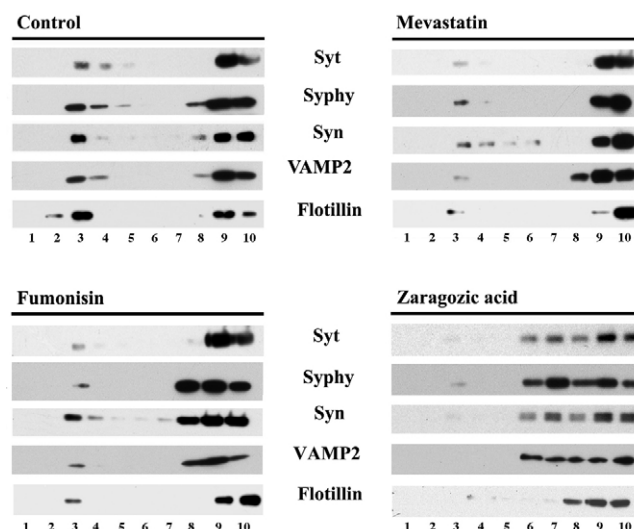 Control Mevastatin
Syt
Syphy
Syn
VAMP2
Flotillin
1 2 3 4 5 6 7 8 9 10 1 2 3 4 5 6 7 8 9 10
Fumonisin Zaragozic acid
Syt
Syphy
Syn
VAMP2
Flotillin
1 2 3 4 5 6 7 8 9 10 1 2 3 4 5 6 7 8 9 10